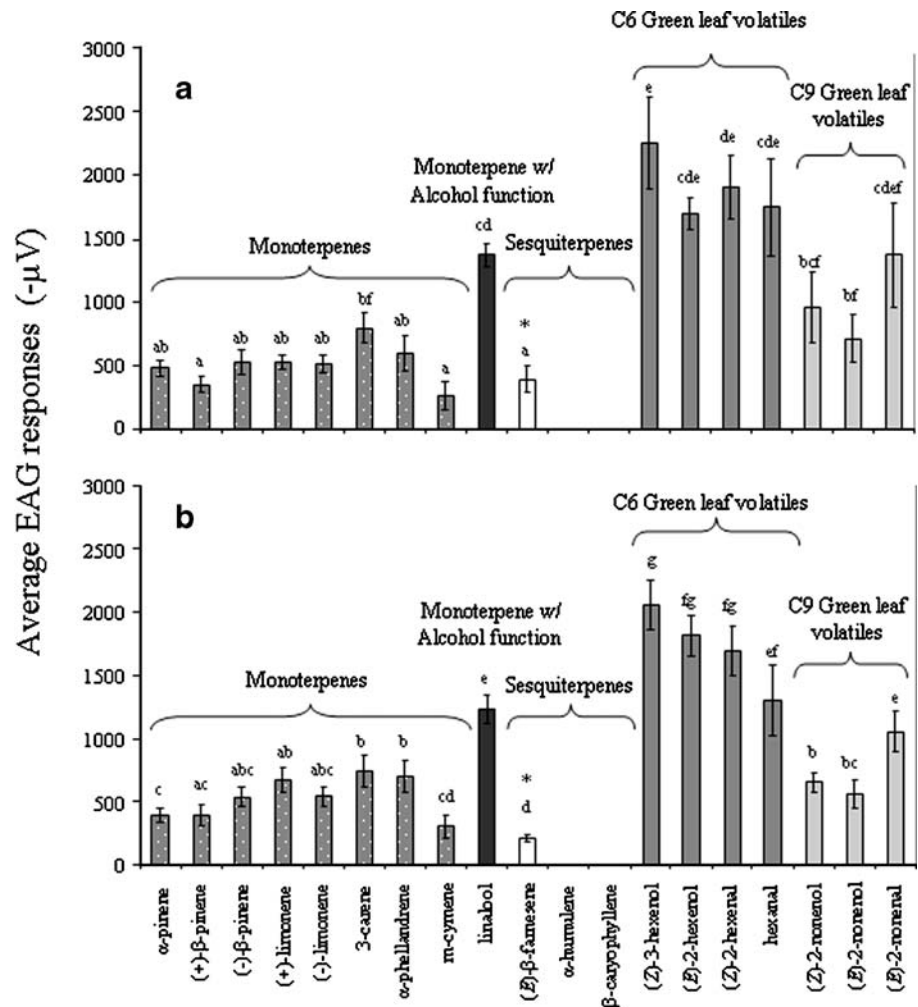 C6 Green leaf volatiles
3000
a
C9 Green leaf
volatiles
e
2500
cde
de
cde
cdef
2000
Monoterpene w/
Alcohol function
cd
Sesquiterpenes
Monoterpenes
1500
bcf
bf
1000
ab
a
ab
ab
ab
bf
ab
a
*
a
500
0
Average EAG responses (-µV)
3000
b
C6 Green leaf volatiles
2500
g
fg
fg
ef
C9 Green leaf
volatiles
2000
Monoterpene w/
Alcohol function
e
Sesquiterpenes
Monoterpenes
1500
e
b
bc
1000
c
ac
abc
ab
abc
b
b
cd
*
d
500
0
α-pinene
(+)-β-pinene
(-)-β-pinene
(+)-limonene
(-)-limonene
3-carene
α-phellandrene
m-cymene
linalool
(E)-β-farnesene
α-humulene
β-caryophyllene
(Z)-3-hexenol
(E)-2-hexenol
(Z)-2-hexenal
hexanal
(Z)-2-nonenol
(E)-2-nonenol
(E)-2-nonenal